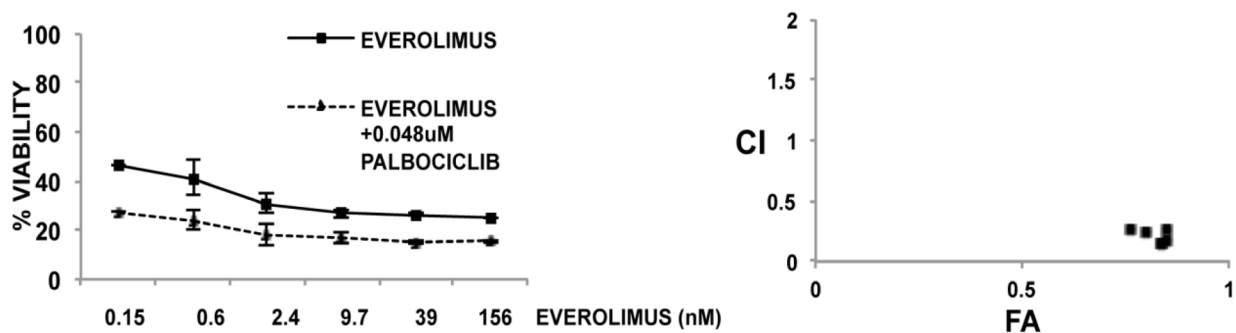 100
80
60
40
20
0
% VIABILITY
EVEROLIMUS
EVEROLIMUS
+0.048uM
PALBOCICLIB
0.15 0.6 2.4 9.7 39 156 EVEROLIMUS (nM)
2
1.5
1
0.5
0
CI
0 0.5 1
FA